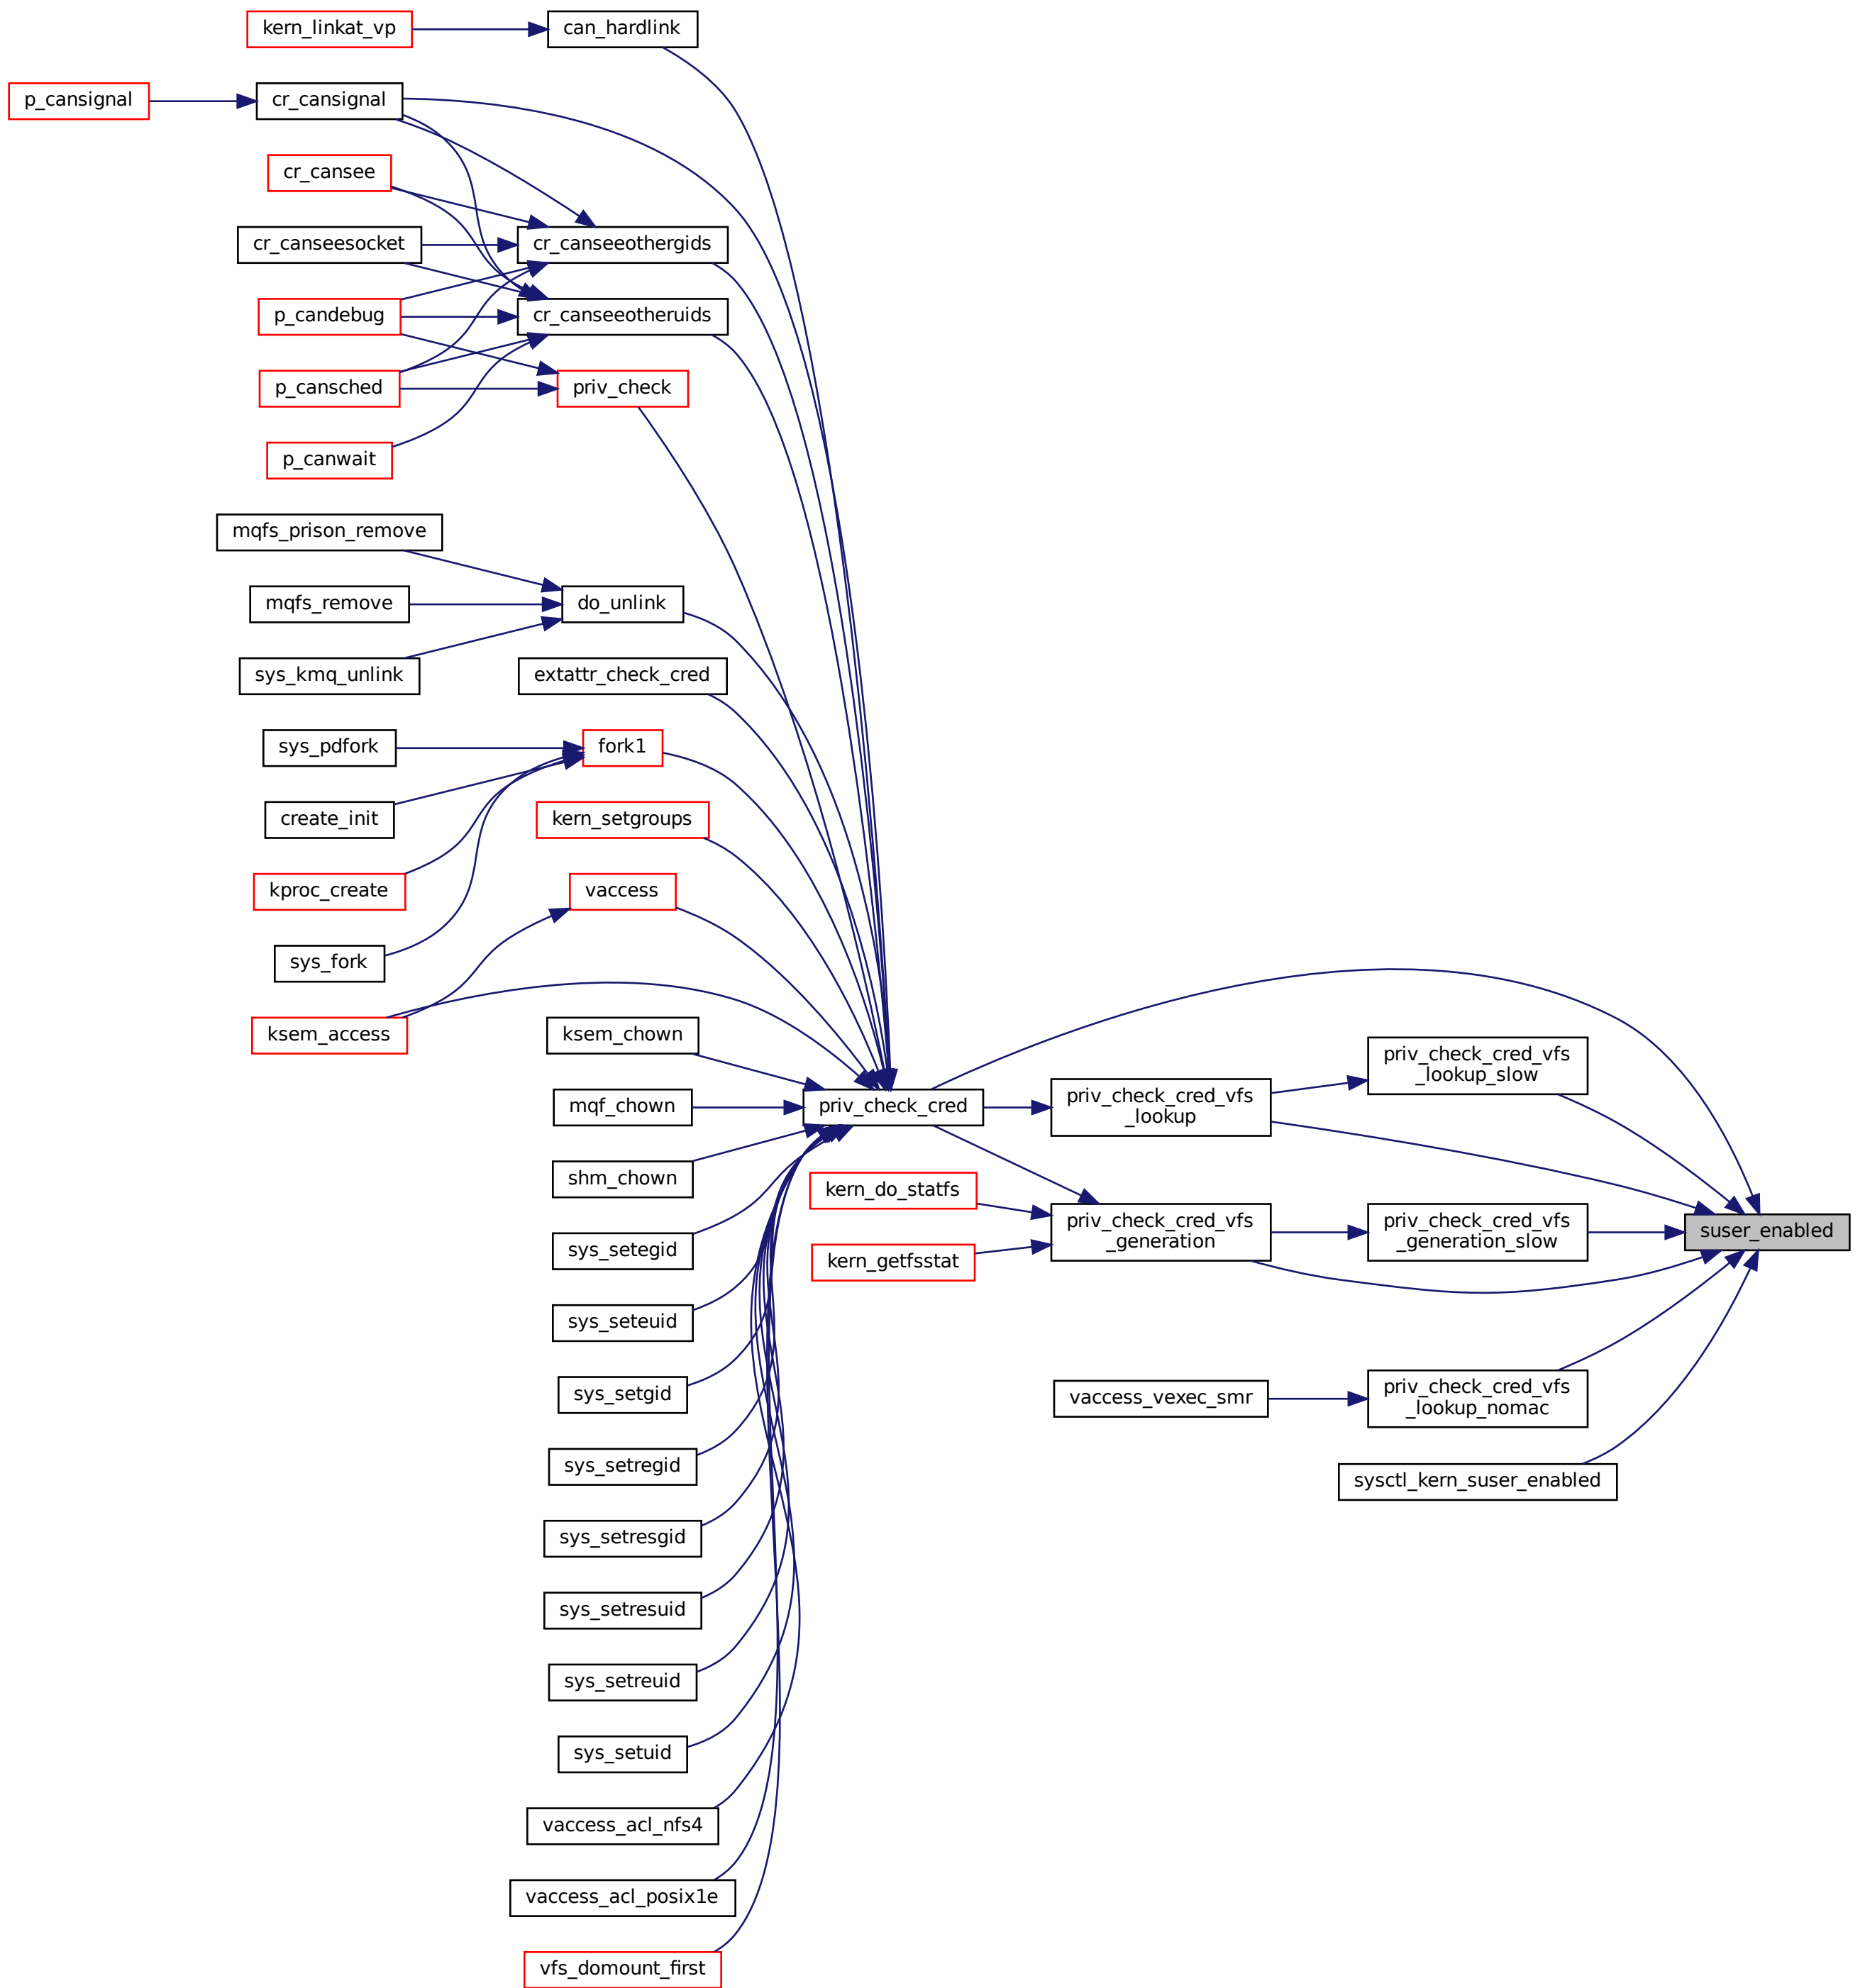 kern_linkat_vp
can_hardlink
p_cansignal
cr_cansignal
cr_cansee
cr_canseesocket
cr_canseeothergids
p_candebug
cr_canseeotheruids
p_cansched
priv_check
p_canwait
mqfs_prison_remove
mqfs_remove
do_unlink
sys_kmq_unlink
extattr_check_cred
sys_pdfork
fork1
create_init
kern_setgroups
kproc_create
vaccess
sys_fork
ksem_access
ksem_chown
mqf_chown
priv_check_cred
priv_check_cred_vfs
_lookup
priv_check_cred_vfs
_lookup_slow
shm_chown
kern_do_statfs
sys_setegid
kern_getfsstat
priv_check_cred_vfs
_generation
priv_check_cred_vfs
_generation_slow
suser_enabled
sys_seteuid
sys_setgid
vaccess_vexec_smr
priv_check_cred_vfs
_lookup_nomac
sys_setregid
sysctl_kern_suser_enabled
sys_setresgid
sys_setresuid
sys_setreuid
sys_setuid
vaccess_acl_nfs4
vaccess_acl_posix1e
vfs_domount_first